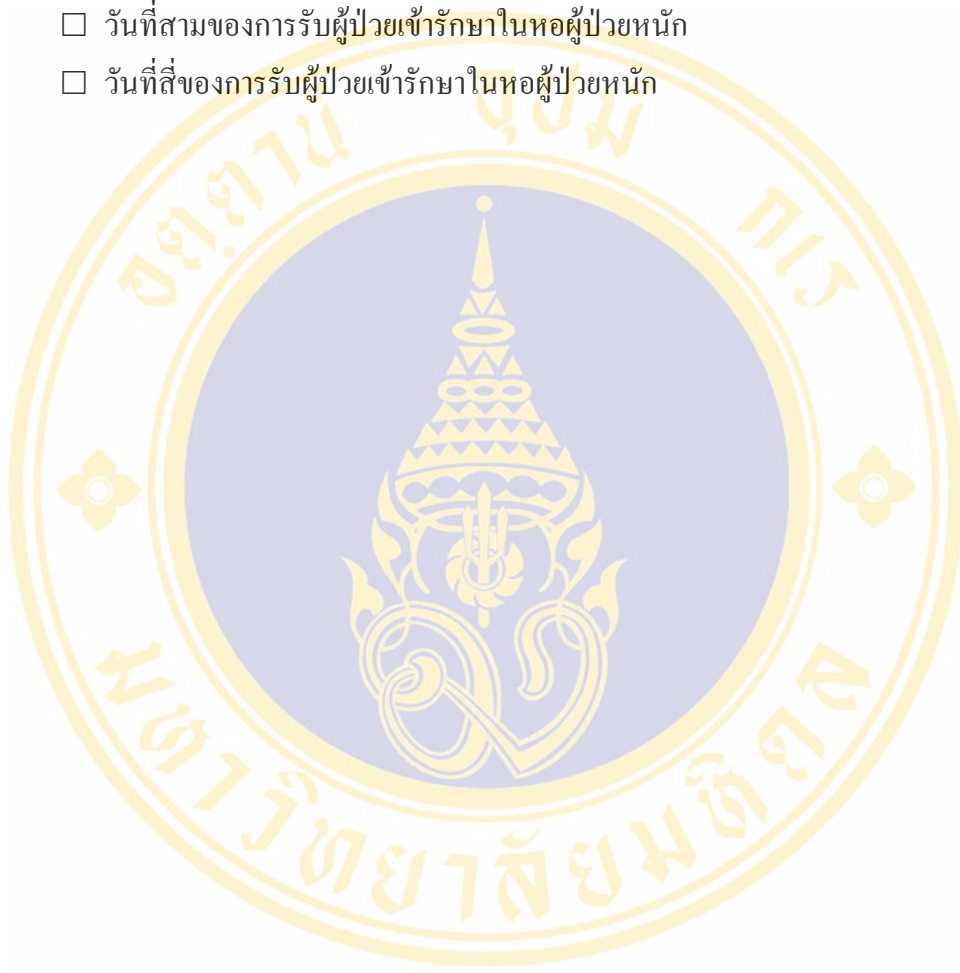 ☐ วันที่สามของการรับผู้ป่วยเข้ารักษาในหอผู้ป่วยหนัก
☐ วันที่สี่ของการรับผู้ป่วยเข้ารักษาในหอผู้ป่วยหนัก
อตฺตานํ อุปมํ กเร
มหาวิทยาลัยมหิดล